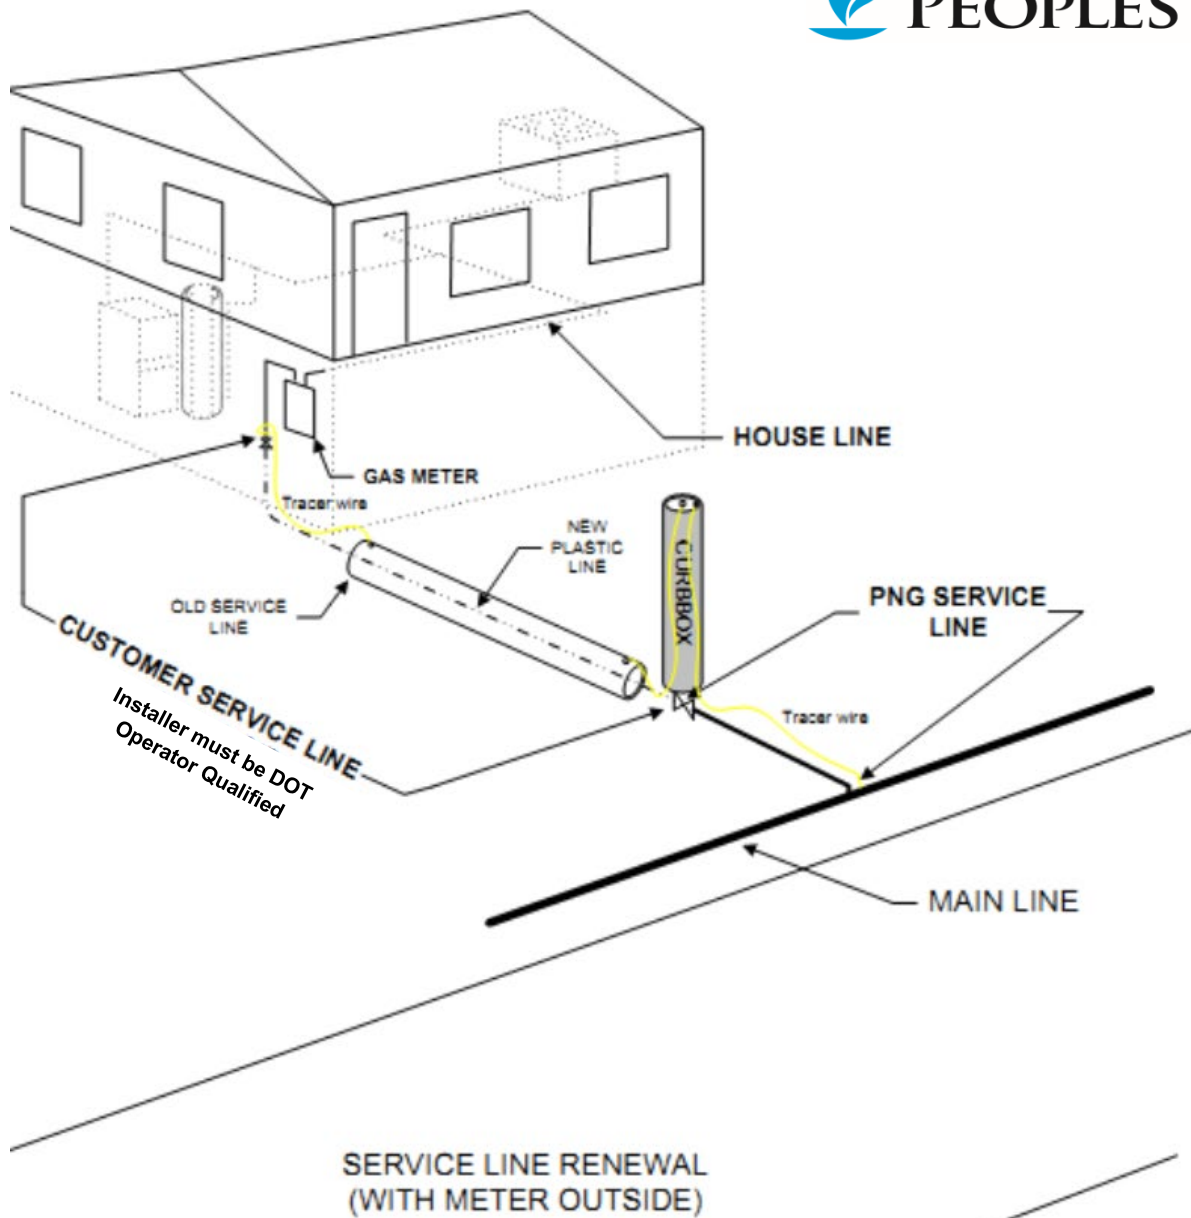 PEOPLES
HOUSE LINE
GAS METER
Tracer wire
NEW
PLASTIC
LINE
CURBBOX
OLD SERVICE
LINE
PNG SERVICE
LINE
CUSTOMER SERVICE LINE
Installer must be DOT
Operator Qualified
Tracer wire
MAIN LINE
SERVICE LINE RENEWAL
(WITH METER OUTSIDE)